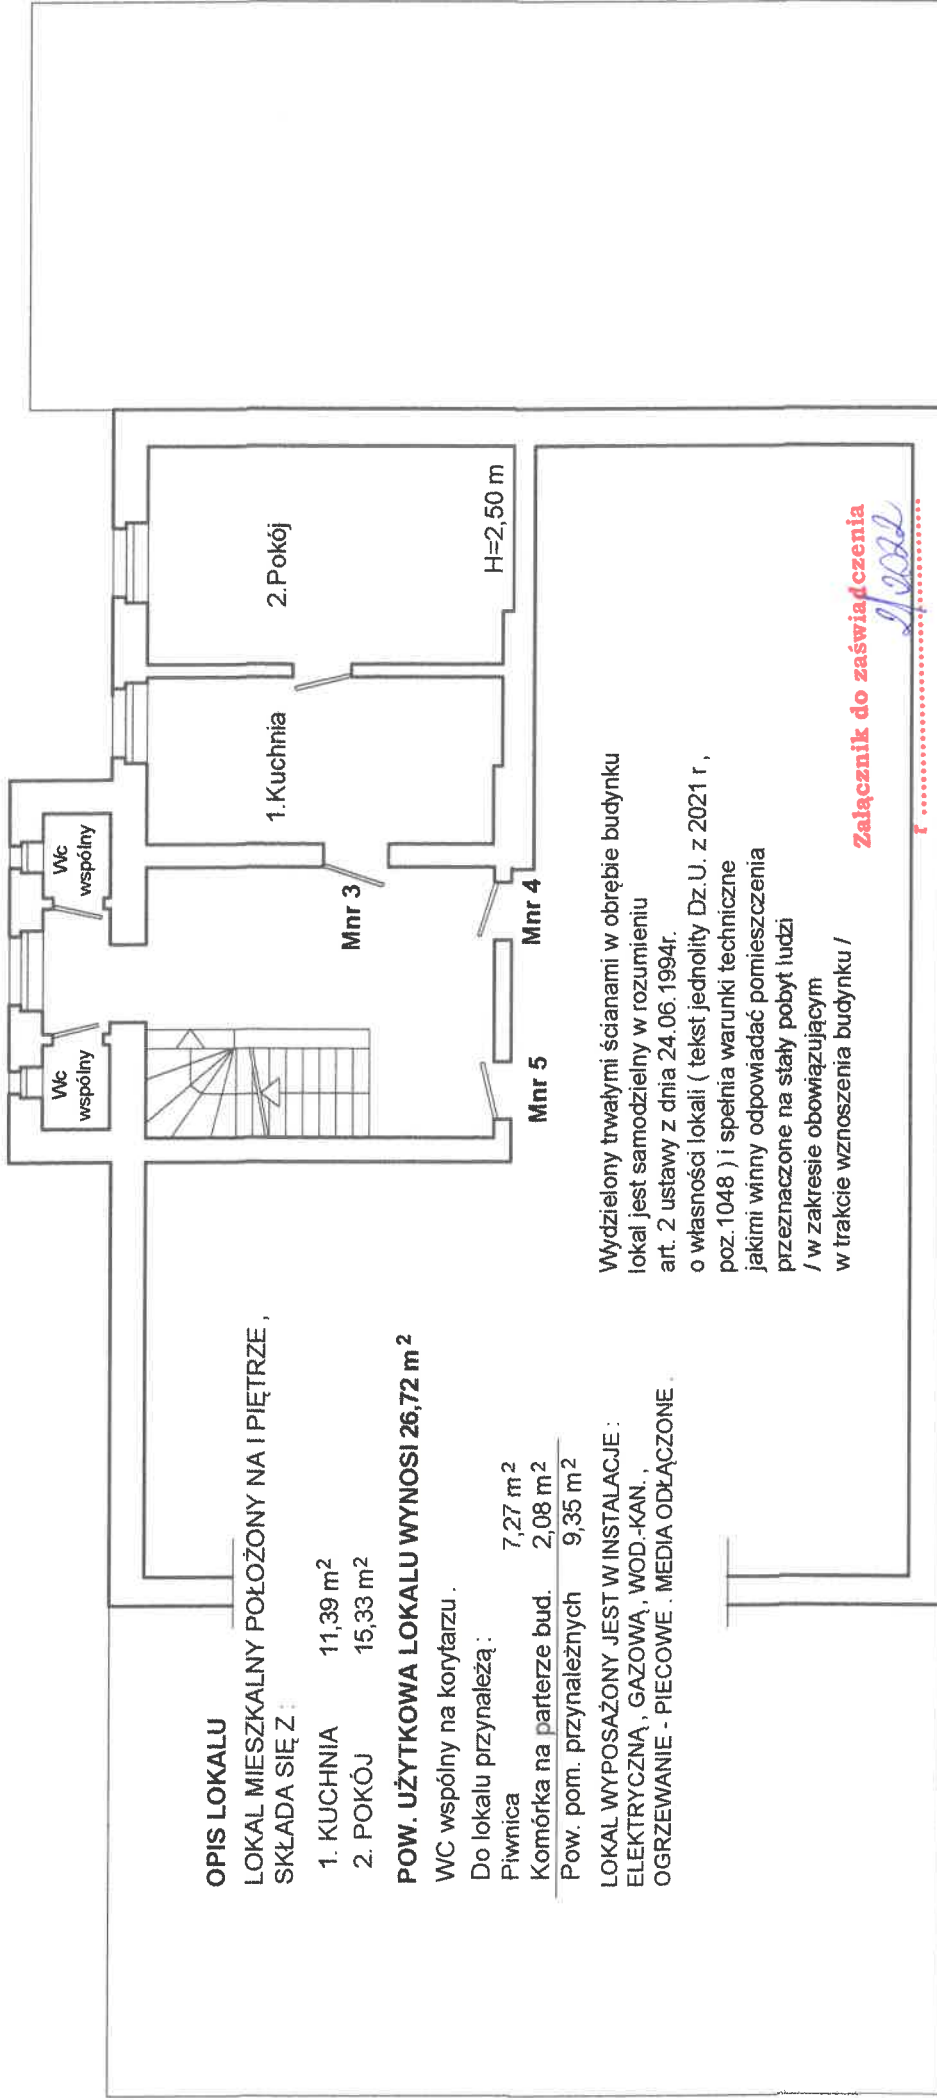 OPIS LOKALU
LOKAL MIESZKALNY POŁOŻONY NA I PIĘTRZE ,
SKŁADA SIĘ Z :
1. KUCHNIA 11,39 m²
2. POKÓJ 15,33 m²
POW. UŻYTKOWA LOKALU WYNOSI 26,72 m²
WC wspólny na korytarzu .
Do lokalu przynależą :
Piwnica 7,27 m²
Komórka na parterze bud. 2,08 m²
Pow. pom. przynależnych 9,35 m²
LOKAL WYPOSAŻONY JEST W INSTALACJE :
ELEKTRYCZNĄ , GAZOWĄ , WOD.-KAN. ,
OGRZEWANIE - PIECOWE . MEDIA ODŁĄCZONE .
Wc
wspólny
Wc
wspólny
1.Kuchnia
2.Pokój
H=2,50 m
Mnr 3
Mnr 4
Mnr 5
Wydzielony trwałymi ścianami w obrębie budynku
lokal jest samodzielny w rozumieniu
art. 2 ustawy z dnia 24.06.1994r.
o własności lokali ( tekst jednolity Dz.U. z 2021 r ,
poz.1048 ) i spełnia warunki techniczne
jakimi winny odpowiadać pomieszczenia
przeznaczone na stały pobyt ludzi
/ w zakresie obowiązującym
w trakcie wznoszenia budynku /
Załącznik do zaświadczenia
2/2022
r ........................................